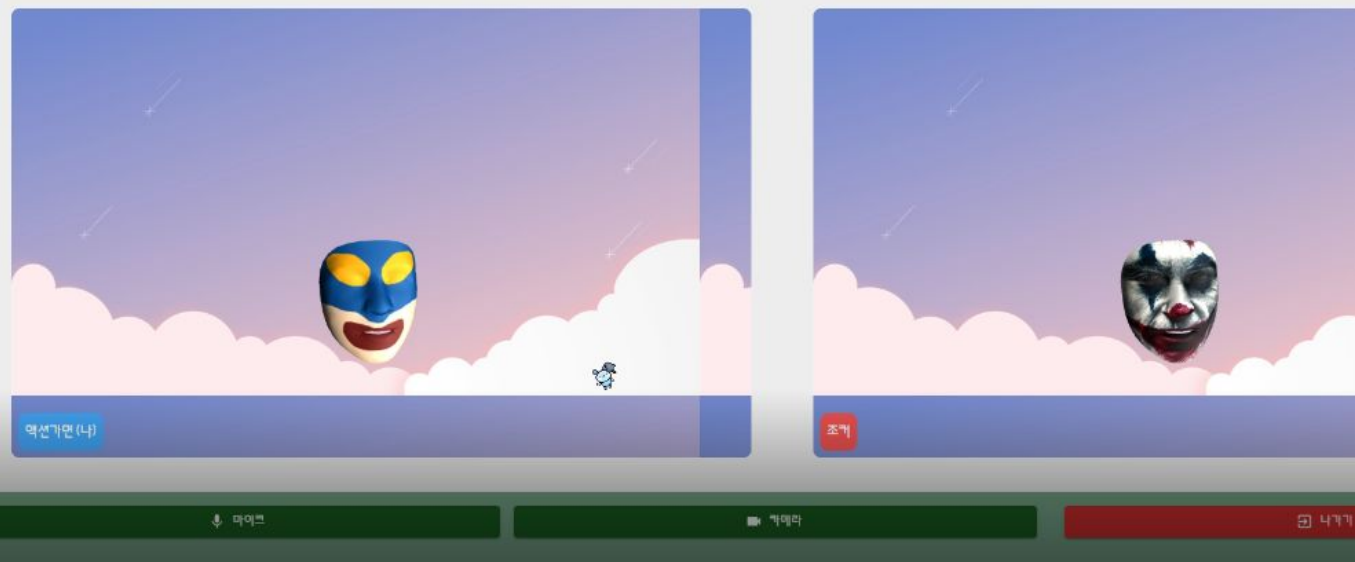 액션가면(나)
조커
마이크
카메라
나가기